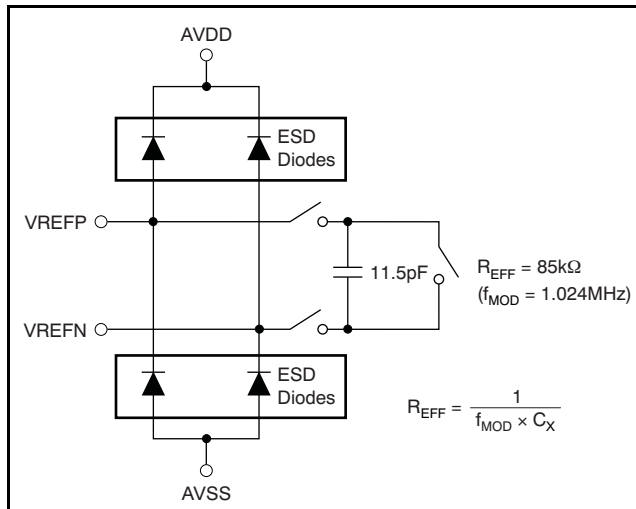 AVDD
ESD
Diodes
VREFP
11.5pF
R_EFF = 85kΩ
(f_MOD = 1.024MHz)
VREFN
ESD
Diodes
R_EFF = 1 / (f_MOD × C_X)
AVSS